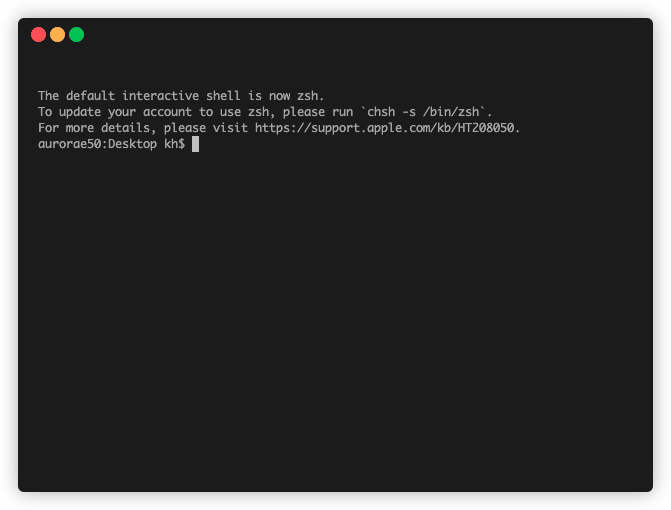 The default interactive shell is now zsh.
To update your account to use zsh, please run `chsh -s /bin/zsh`.
For more details, please visit https://support.apple.com/kb/HT208050.
aurorae50:Desktop kh$